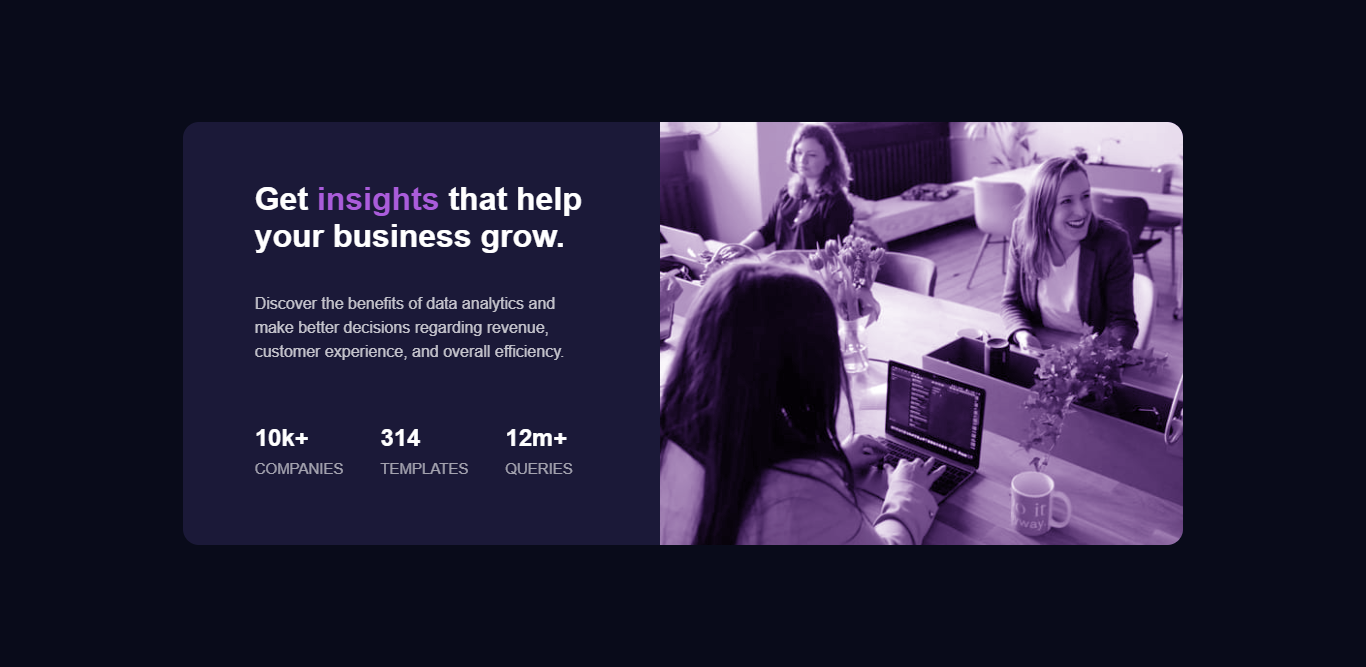 Get insights that help
your business grow.
Discover the benefits of data analytics and
make better decisions regarding revenue,
customer experience, and overall efficiency.
10k+ 314 12m+
COMPANIES TEMPLATES QUERIES
it